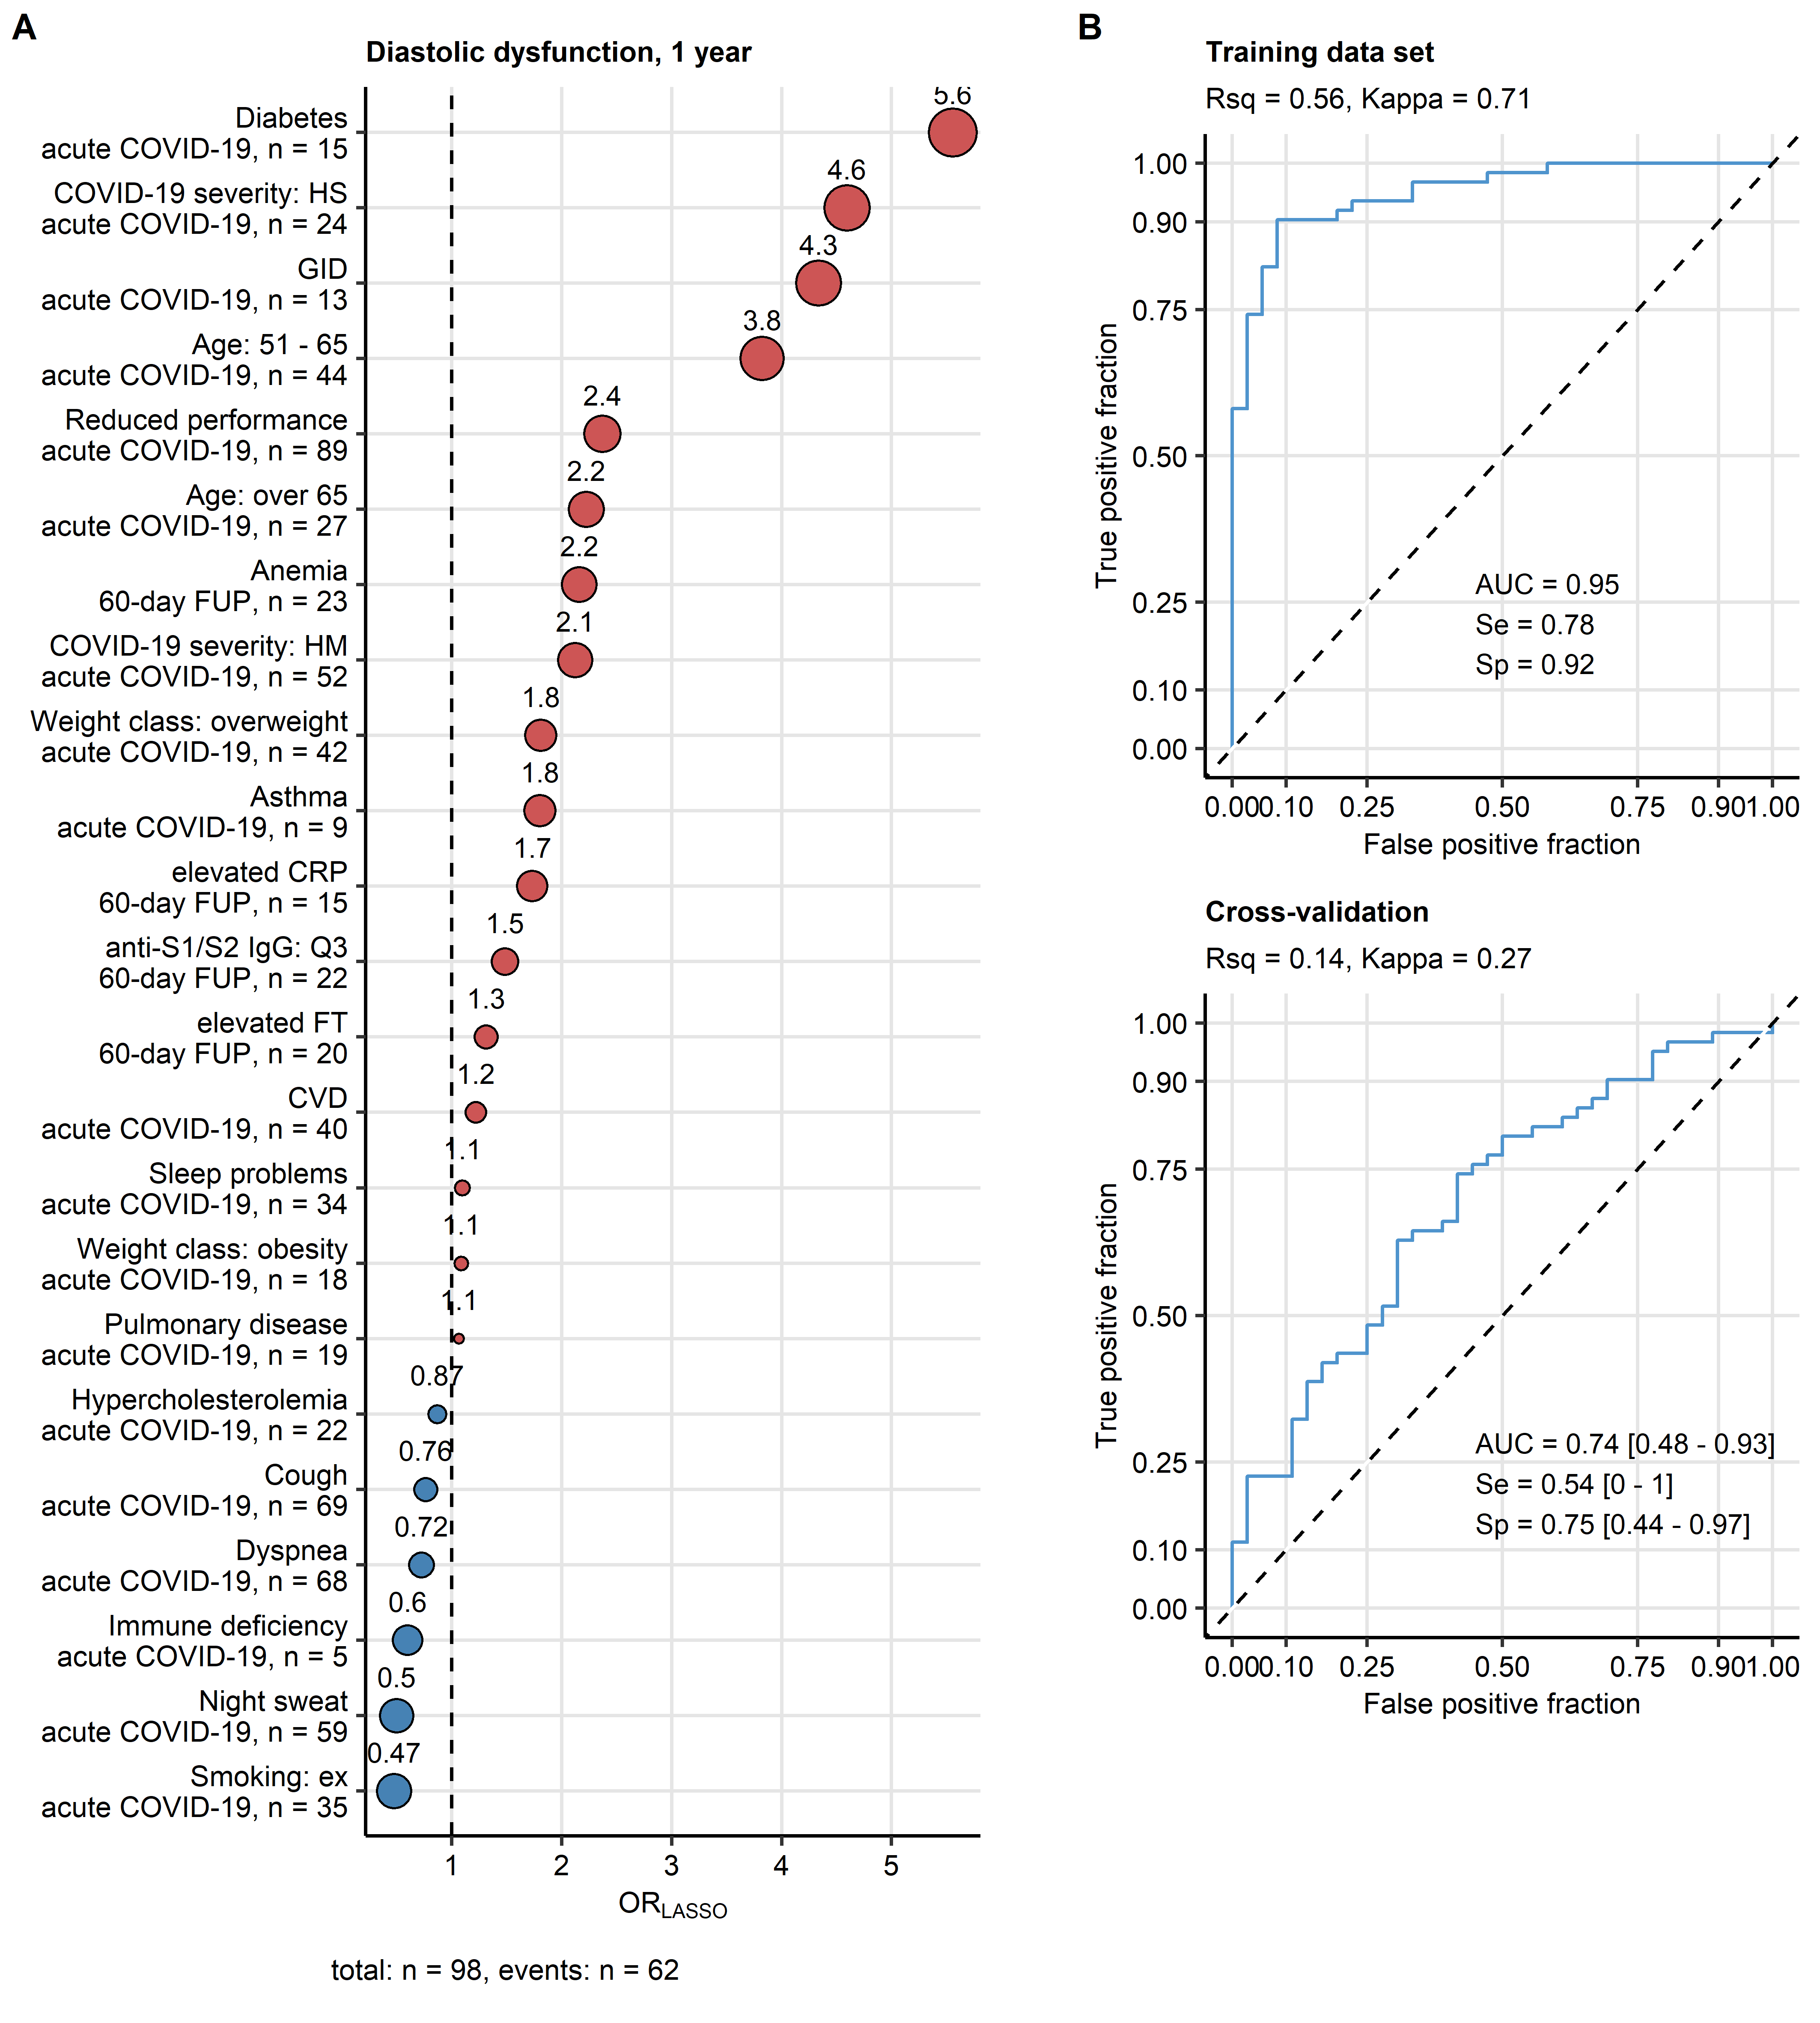 A
Diastolic dysfunction, 1 year
5.6
Diabetes
acute COVID-19, n = 15
4.6
COVID-19 severity: HS
acute COVID-19, n = 24
4.3
GID
acute COVID-19, n = 13
3.8
Age: 51 - 65
acute COVID-19, n = 44
2.4
Reduced performance
acute COVID-19, n = 89
2.2
Age: over 65
acute COVID-19, n = 27
2.2
Anemia
60-day FUP, n = 23
2.1
COVID-19 severity: HM
acute COVID-19, n = 52
1.8
Weight class: overweight
acute COVID-19, n = 42
1.8
Asthma
acute COVID-19, n = 9
1.7
elevated CRP
60-day FUP, n = 15
1.5
anti-S1/S2 IgG: Q3
60-day FUP, n = 22
1.3
elevated FT
60-day FUP, n = 20
1.2
CVD
acute COVID-19, n = 40
1.1
Sleep problems
acute COVID-19, n = 34
1.1
Weight class: obesity
acute COVID-19, n = 18
1.1
Pulmonary disease
acute COVID-19, n = 19
0.87
Hypercholesterolemia
acute COVID-19, n = 22
0.76
Cough
acute COVID-19, n = 69
0.72
Dyspnea
acute COVID-19, n = 68
0.6
Immune deficiency
acute COVID-19, n = 5
0.5
Night sweat
acute COVID-19, n = 59
0.47
Smoking: ex
acute COVID-19, n = 35
1 2 3 4 5
ORLASSO
total: n = 98, events: n = 62
B
Training data set
Rsq = 0.56, Kappa = 0.71
True positive fraction
1.00
0.90
0.75
0.50
0.25
0.10
0.00
AUC = 0.95
Se = 0.78
Sp = 0.92
0.00 0.10 0.25 0.50 0.75 0.90 1.00
False positive fraction
Cross-validation
Rsq = 0.14, Kappa = 0.27
True positive fraction
1.00
0.90
0.75
0.50
0.25
0.10
0.00
AUC = 0.74 [0.48 - 0.93]
Se = 0.54 [0 - 1]
Sp = 0.75 [0.44 - 0.97]
0.00 0.10 0.25 0.50 0.75 0.90 1.00
False positive fraction